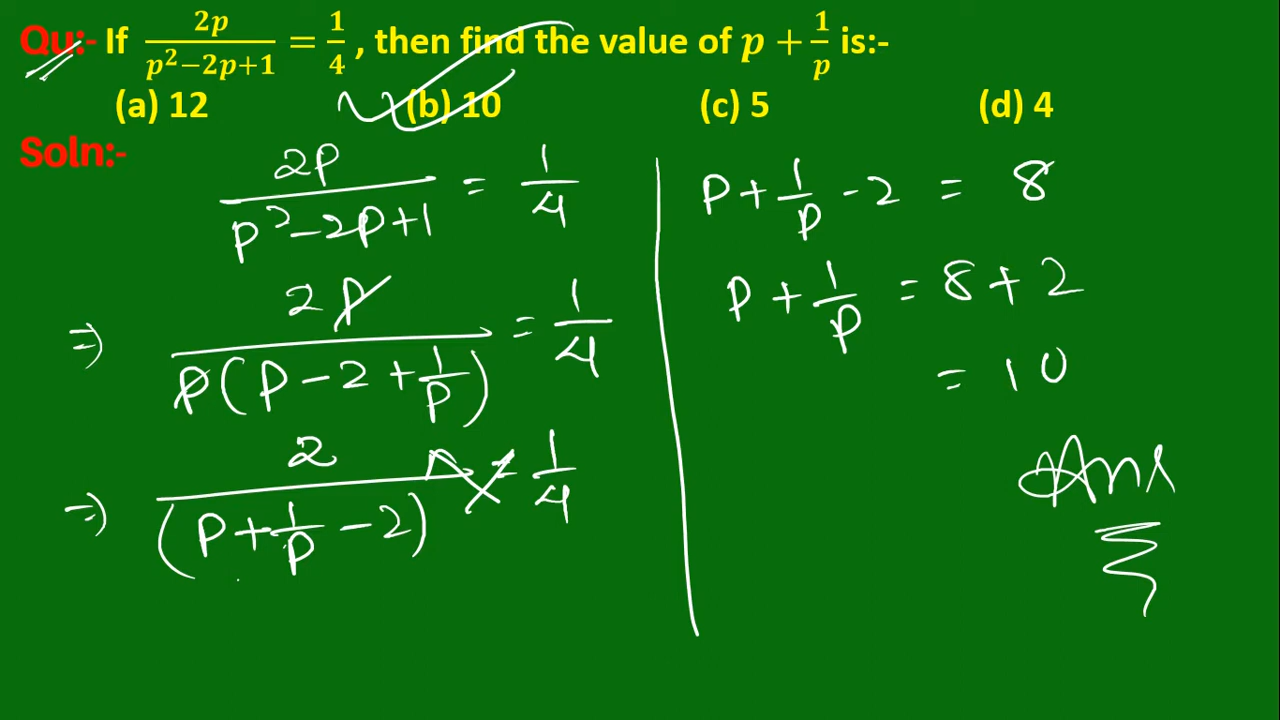 Qu:- If 2p/(p²−2p+1) = 1/4 , then find the value of p + 1/p is:-
(a) 12 (b) 10 (c) 5 (d) 4
Soln:-
2p/(p²−2p+1) = 1/4
⇒ 2p/(p(p−2+1/p)) = 1/4
⇒ 2/(p+1/p−2) = 1/4
p+1/p−2 = 8
p+1/p = 8+2
= 10
Ans